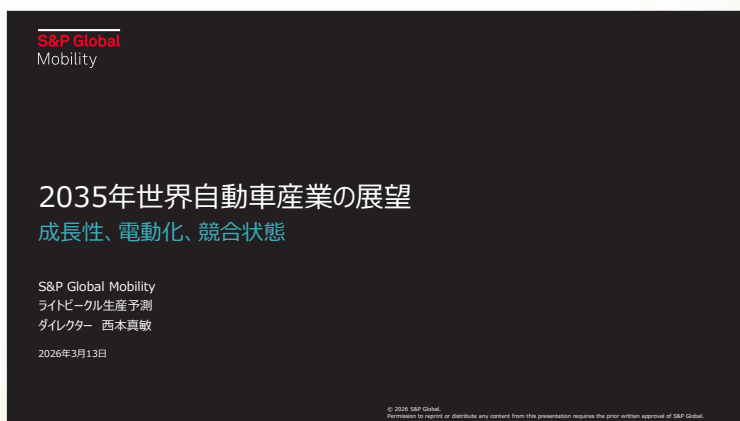 S&P Global
Mobility
2035年世界自動車産業の展望
成長性、電動化、競合状態
S&P Global Mobility
ライトビークル生産予測
ダイレクター 西本真敏
2026年3月13日
© 2026 S&P Global.
Permission to reprint or distribute any content from this presentation requires the prior written approval of S&P Global.